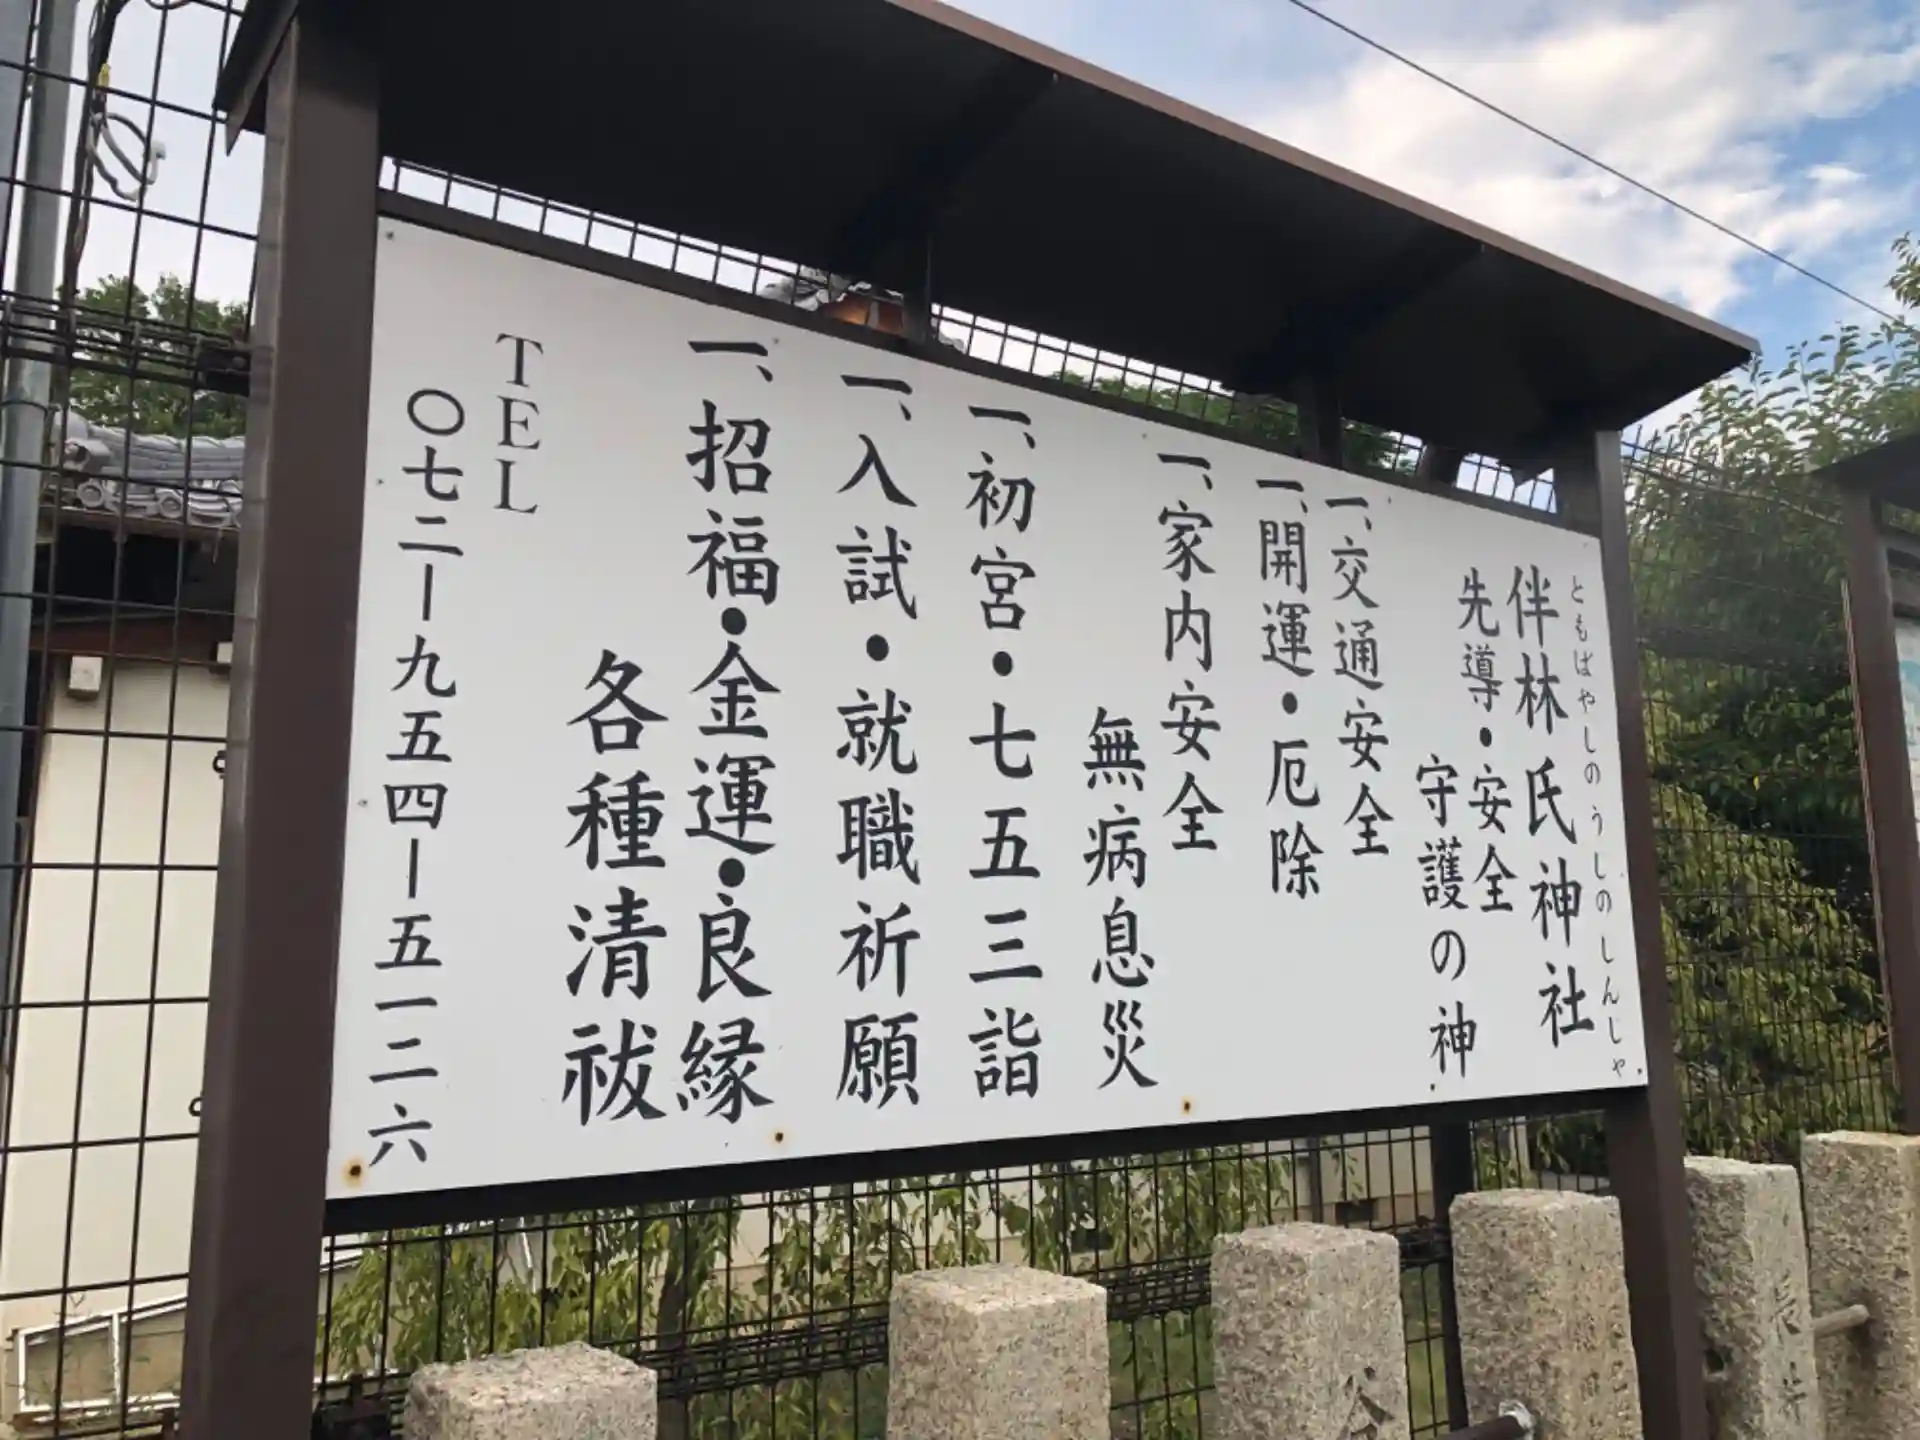 ともばやしのうしのしんじゃ
伴林氏神社
先導・安全
守護の神
一、交通安全
一、開運・厄除
一、家内安全
無病息災
一、初宮・七五三詣
一、入試・就職祈願
一、招福・金運・良縁
各種清祓
TEL
〇七二ー九五四ー五一二六